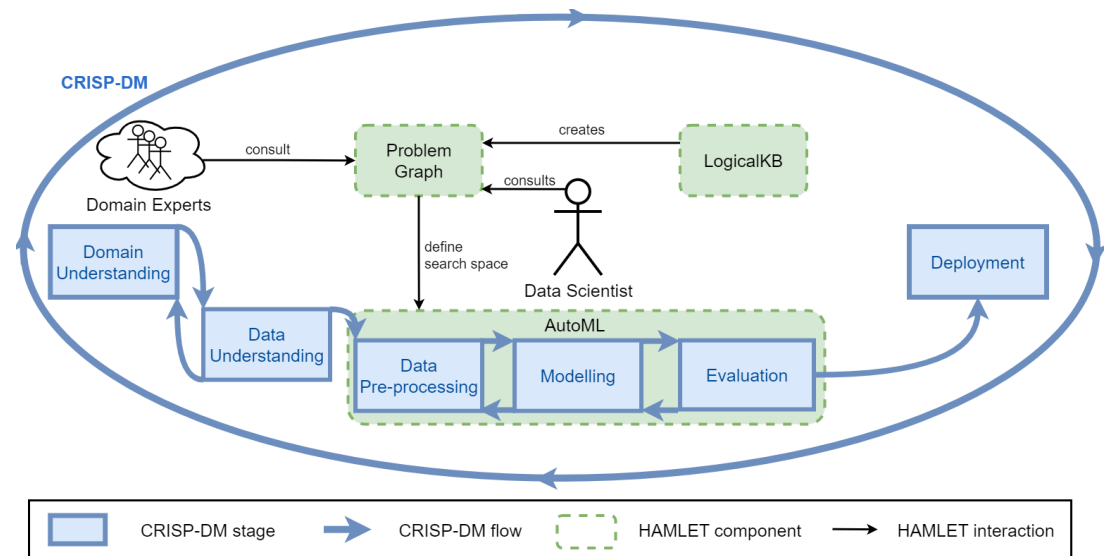 CRISP-DM
creates
consult
Problem
Graph
LogicalKB
consults
Domain Experts
define
search space
Domain
Understanding
Deployment
Data Scientist
AutoML
Data
Understanding
Data
Pre-processing
Modelling
Evaluation
CRISP-DM stage
CRISP-DM flow
HAMLET component
HAMLET interaction